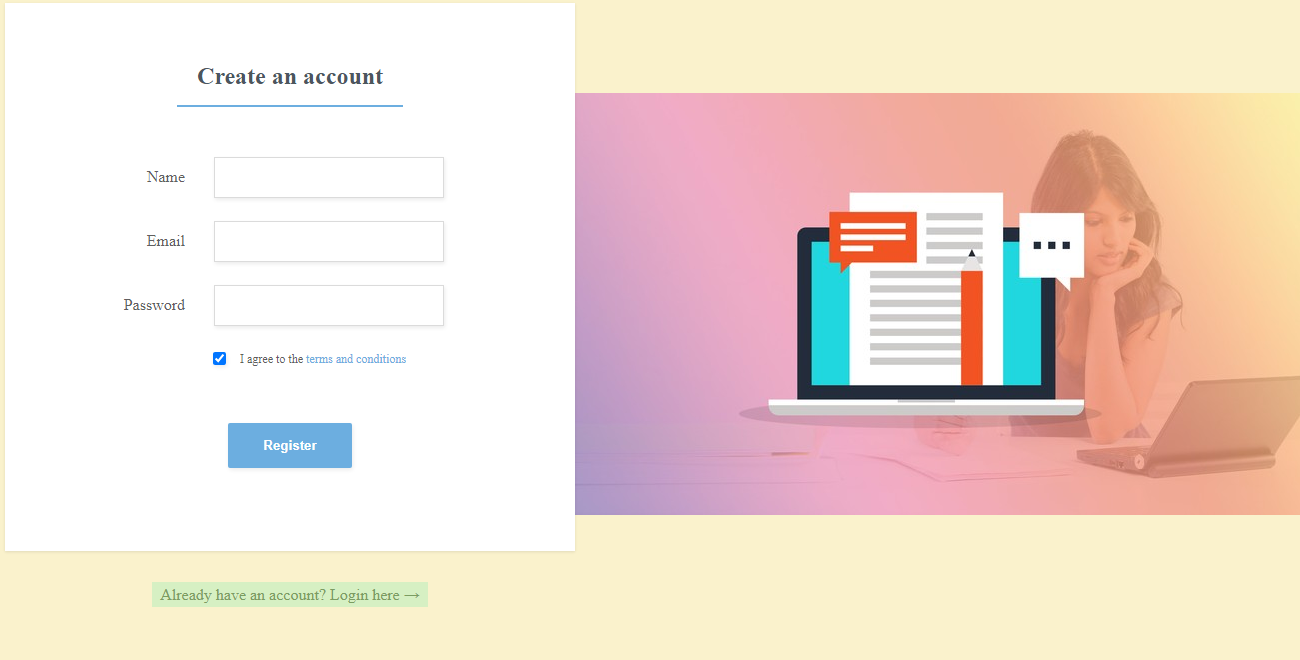 Create an account
Name
Email
Password
I agree to the terms and conditions
Register
Already have an account? Login here →